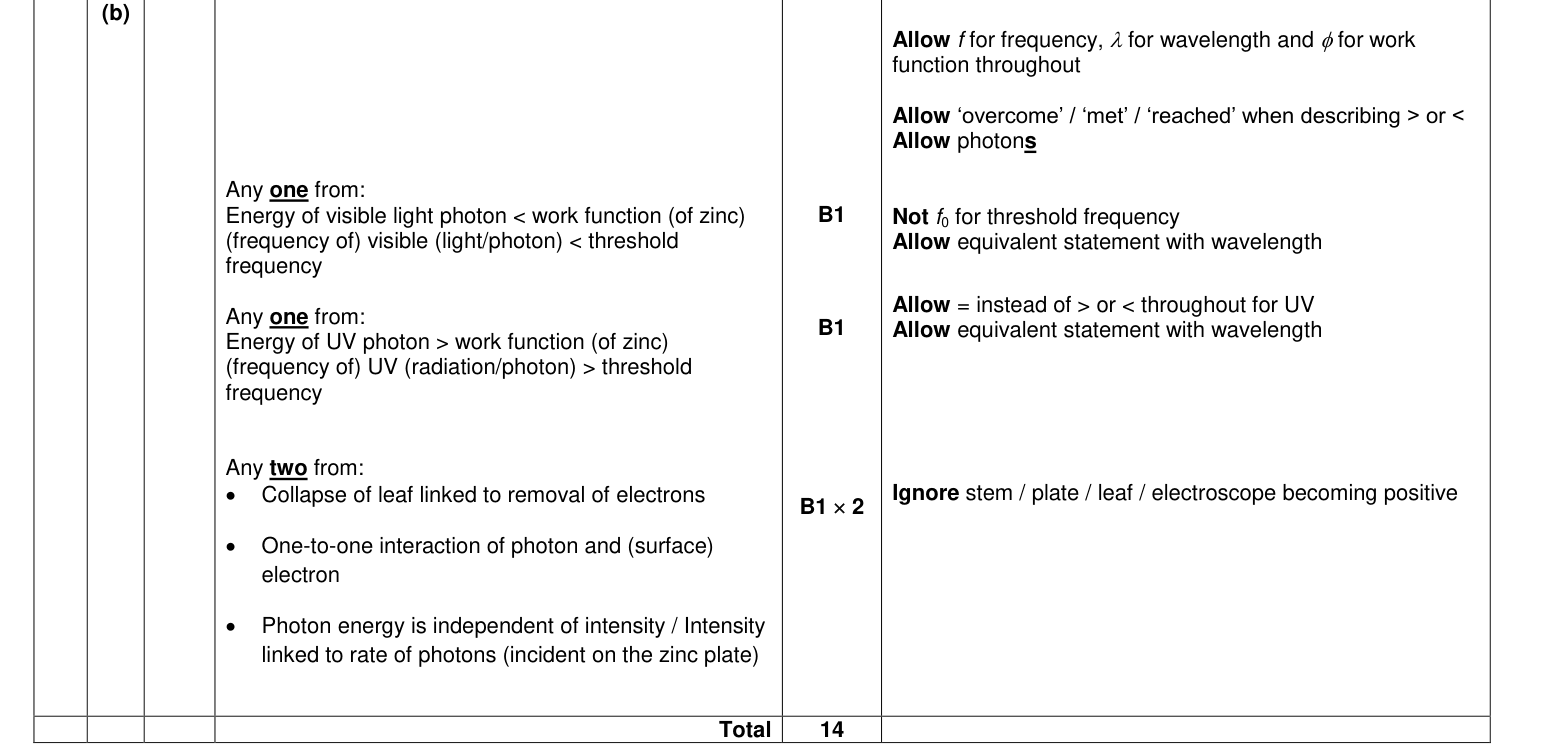 (b)
Allow f for frequency, λ for wavelength and ϕ for work
function throughout
Allow ‘overcome’ / ‘met’ / ‘reached’ when describing > or <
Allow photons
Any one from:
Energy of visible light photon < work function (of zinc)
(frequency of) visible (light/photon) < threshold
frequency
B1
Not f0 for threshold frequency
Allow equivalent statement with wavelength
Any one from:
Energy of UV photon > work function (of zinc)
(frequency of) UV (radiation/photon) > threshold
frequency
B1
Allow = instead of > or < throughout for UV
Allow equivalent statement with wavelength
Any two from:
• Collapse of leaf linked to removal of electrons
• One-to-one interaction of photon and (surface)
electron
• Photon energy is independent of intensity / Intensity
linked to rate of photons (incident on the zinc plate)
B1 × 2
Ignore stem / plate / leaf / electroscope becoming positive
Total 14